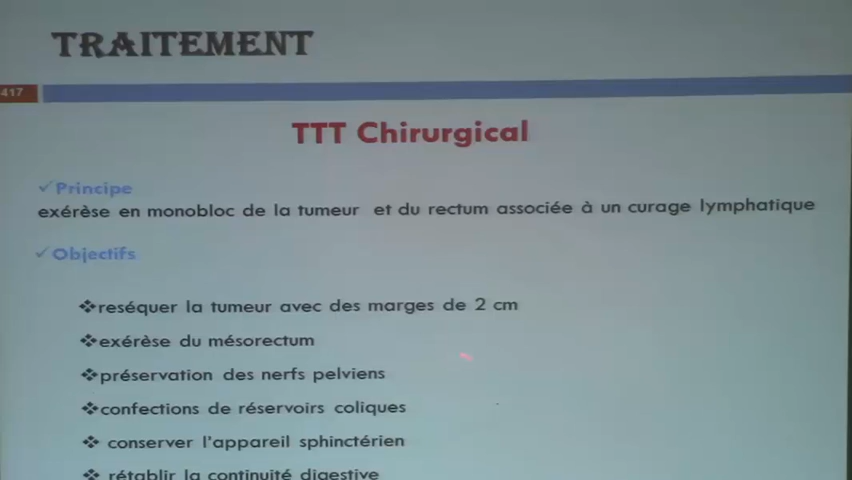 TRAITEMENT
417
TTT Chirurgical
✓Principe
exérèse en monobloc de la tumeur et du rectum associée à un curage lymphatique
✓Objectifs
❖reséquer la tumeur avec des marges de 2 cm
❖exérèse du mésorectum
❖préservation des nerfs pelviens
❖confections de réservoirs coliques
❖ conserver l'appareil sphinctérien
❖ rétablir la continuité digestive